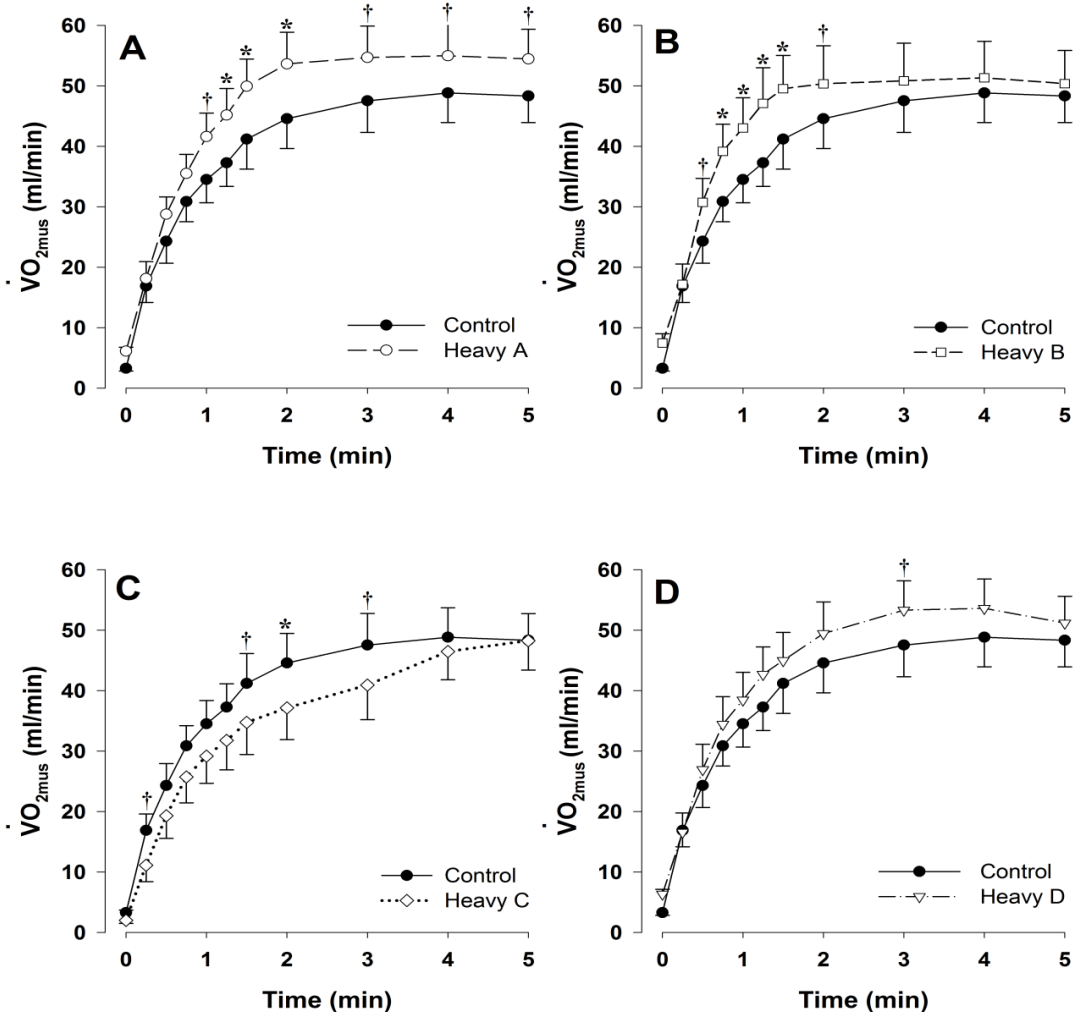 A
60
50
40
30
20
10
0
V̇O2mus (ml/min)
† * * * * † † †
Control
Heavy A
0 1 2 3 4 5
Time (min)
B
60
50
40
30
20
10
0
V̇O2mus (ml/min)
† * * * * †
Control
Heavy B
0 1 2 3 4 5
Time (min)
C
60
50
40
30
20
10
0
V̇O2mus (ml/min)
† † * †
Control
Heavy C
0 1 2 3 4 5
Time (min)
D
60
50
40
30
20
10
0
V̇O2mus (ml/min)
†
Control
Heavy D
0 1 2 3 4 5
Time (min)